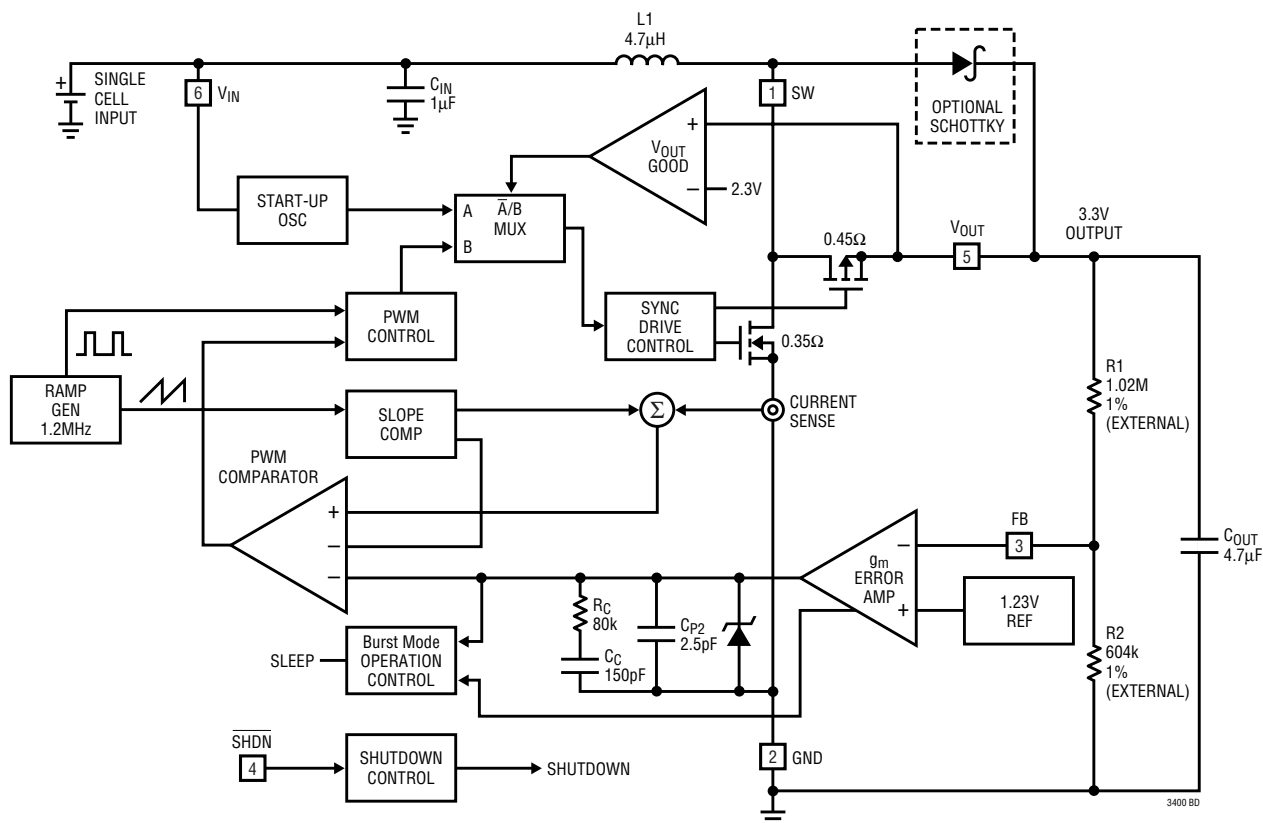 L1
4.7µH
+
SINGLE
CELL
INPUT
6
VIN
CIN
1µF
1
SW
OPTIONAL
SCHOTTKY
+
VOUT
GOOD
–
2.3V
START-UP
OSC
A
A̅/B
MUX
B
0.45Ω
VOUT
5
3.3V
OUTPUT
PWM
CONTROL
SYNC
DRIVE
CONTROL
0.35Ω
RAMP
GEN
1.2MHz
SLOPE
COMP
Σ
CURRENT
SENSE
R1
1.02M
1%
(EXTERNAL)
PWM
COMPARATOR
+
–
–
FB
3
–
gm
ERROR
AMP
+
1.23V
REF
COUT
4.7µF
RC
80k
CC
150pF
CP2
2.5pF
R2
604k
1%
(EXTERNAL)
SLEEP
Burst Mode
OPERATION
CONTROL
S̅H̅D̅N̅
4
SHUTDOWN
CONTROL
SHUTDOWN
2
GND
3400 BD